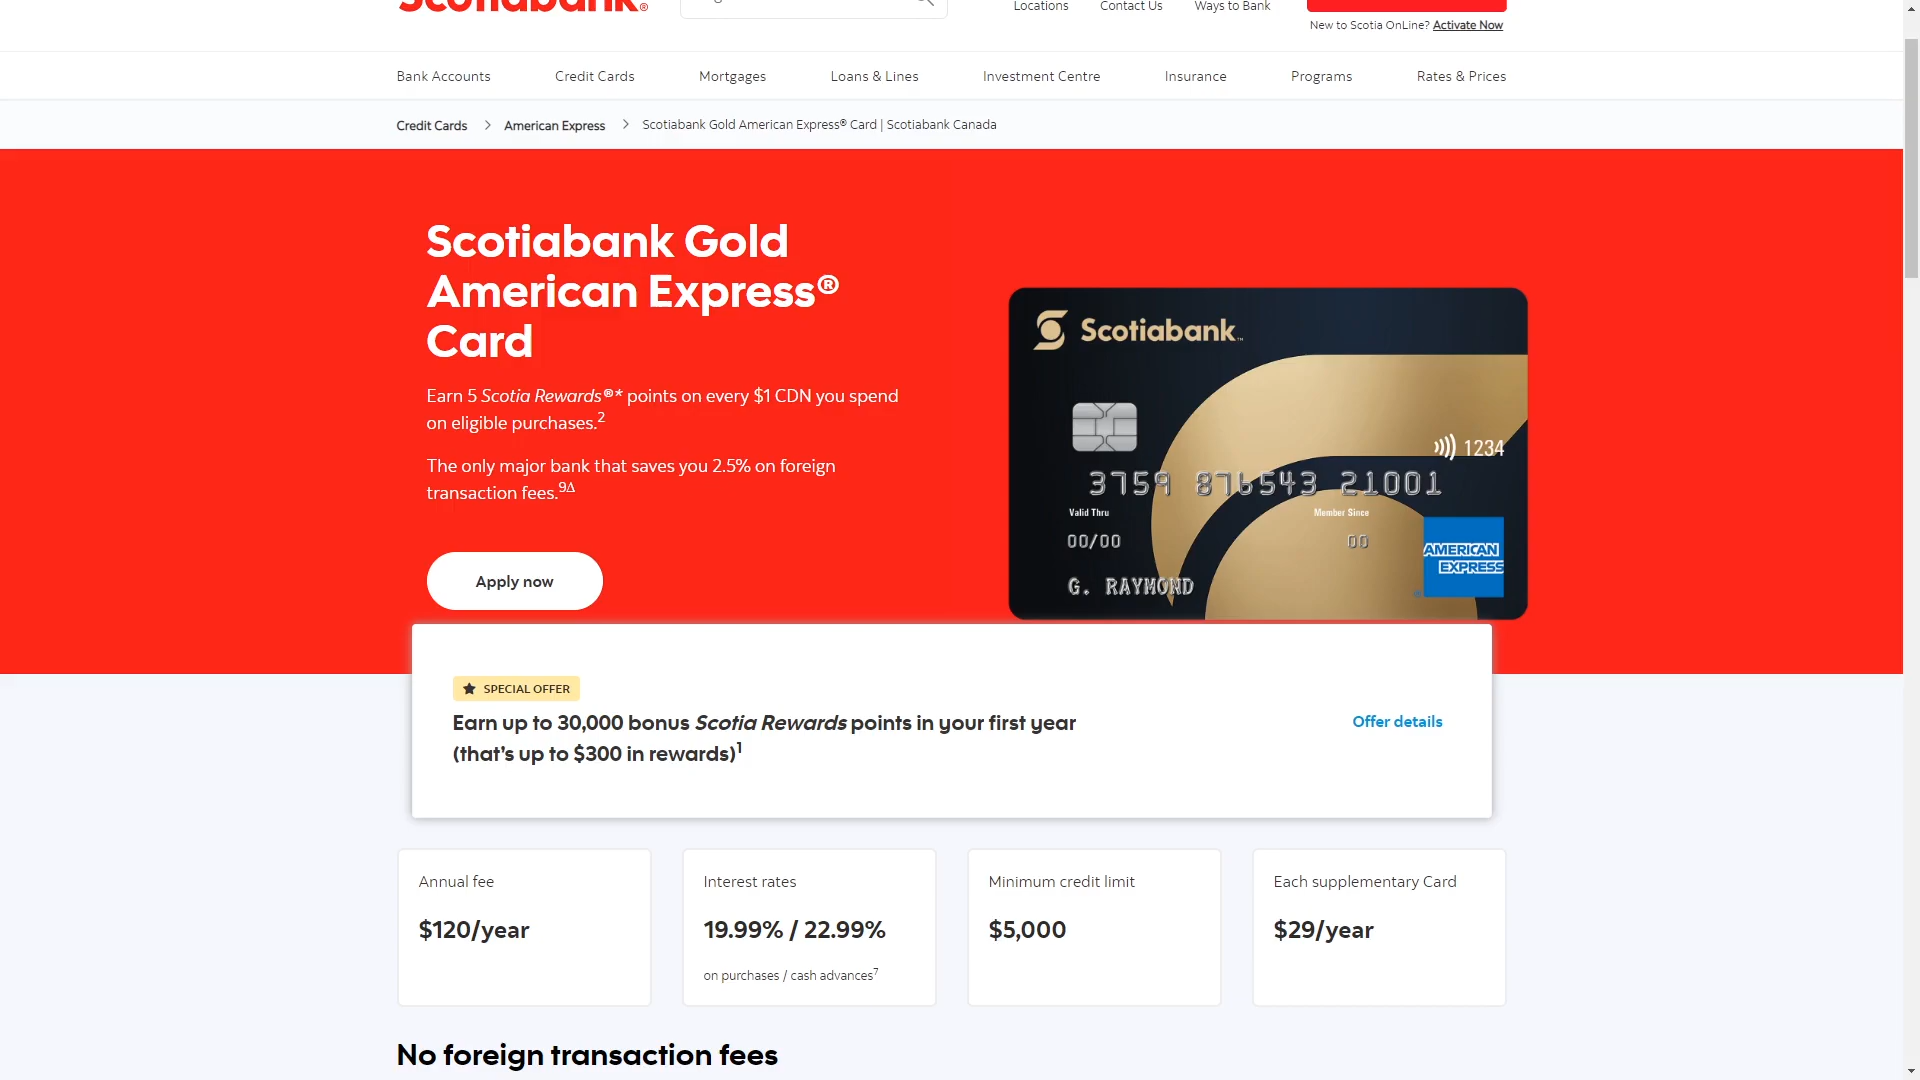 Scotiabank®
Locations
Contact Us
Ways to Bank
New to Scotia OnLine? Activate Now
Bank Accounts
Credit Cards
Mortgages
Loans & Lines
Investment Centre
Insurance
Programs
Rates & Prices
Credit Cards > American Express > Scotiabank Gold American Express® Card | Scotiabank Canada
Scotiabank Gold
American Express®
Card
Earn 5 Scotia Rewards®* points on every $1 CDN you spend
on eligible purchases.2
The only major bank that saves you 2.5% on foreign
transaction fees.9Δ
Apply now
Scotiabank™
1234
3759 876543 21001
Valid Thru
Member Since
00/00
00
AMERICAN
EXPRESS
®
G. RAYMOND
SPECIAL OFFER
Earn up to 30,000 bonus Scotia Rewards points in your first year
(that's up to $300 in rewards)1
Offer details
Annual fee
$120/year
Interest rates
19.99% / 22.99%
on purchases / cash advances7
Minimum credit limit
$5,000
Each supplementary Card
$29/year
No foreign transaction fees